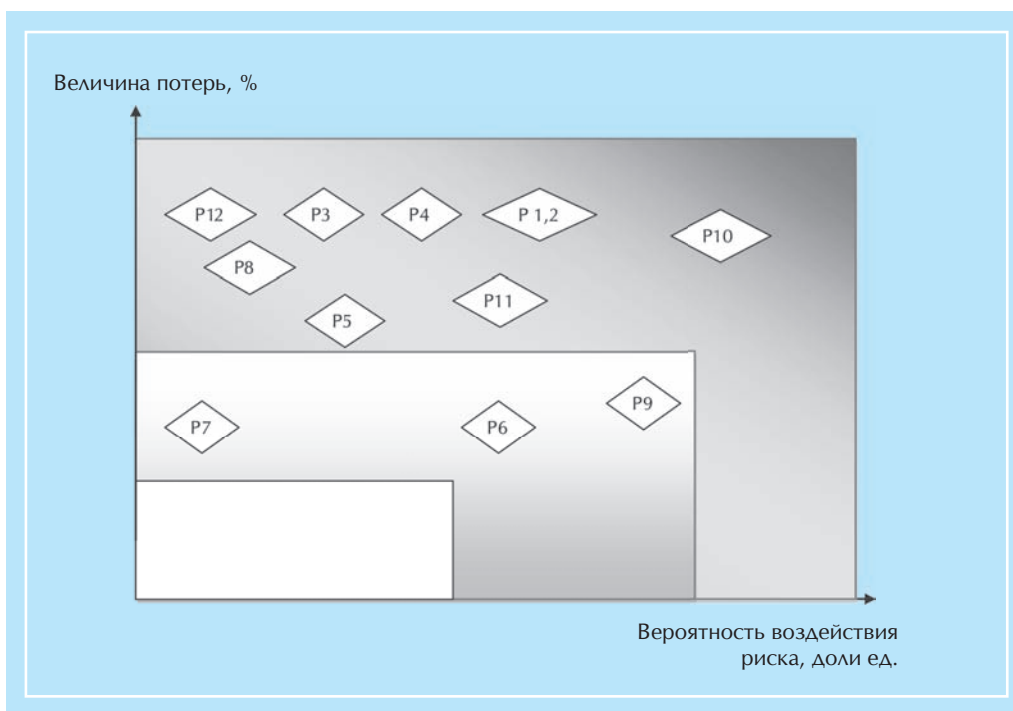 Величина потерь, %
Р12
Р3
Р4
Р 1,2
Р10
Р8
Р11
Р5
Р9
Р7
Р6
Вероятность воздействия
риска, доли ед.